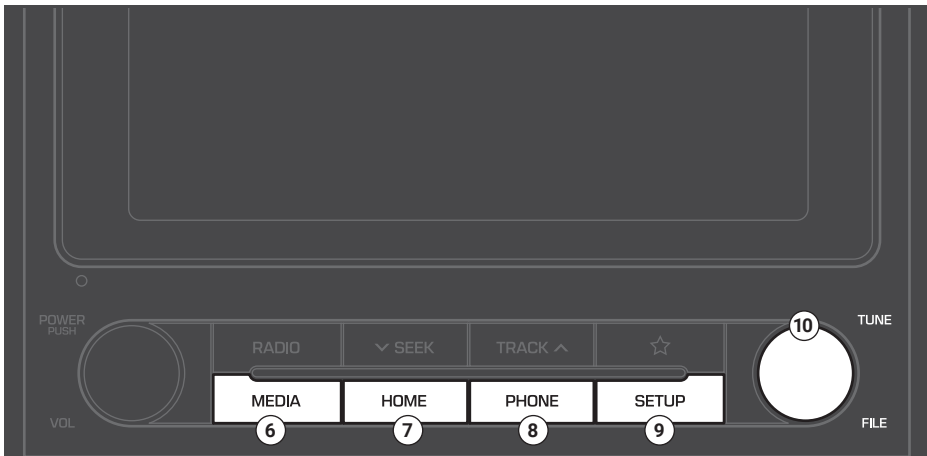 POWER
PUSH
RADIO
SEEK
TRACK
TUNE
10
MEDIA
HOME
PHONE
SETUP
VOL
FILE
6
7
8
9